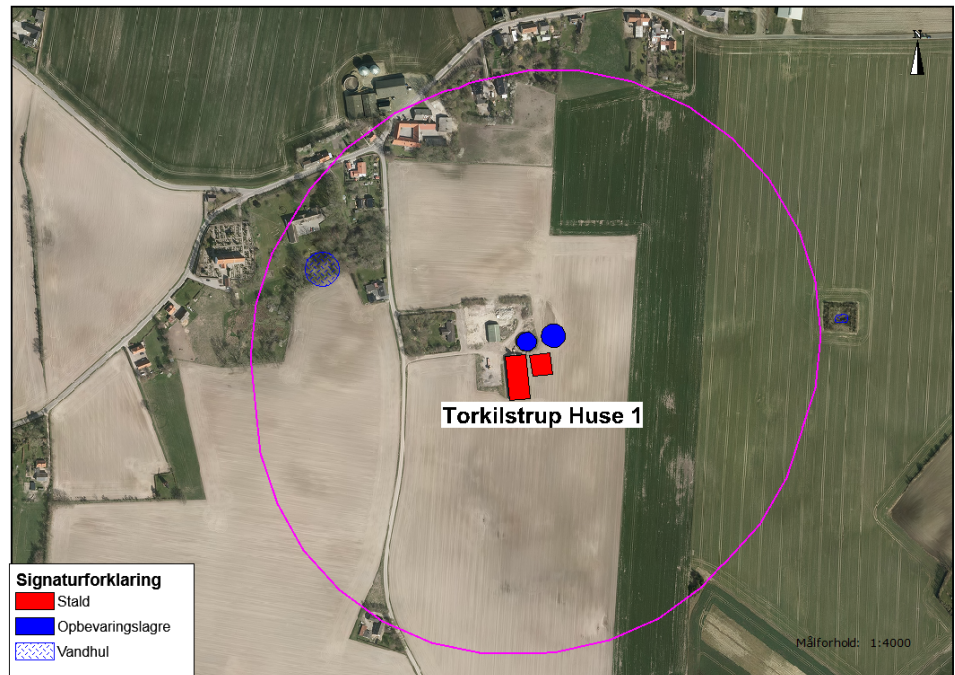 N
Torkilstrup Huse 1
Signaturforklaring
Stald
Opbevaringslagre
Vandhul
Målforhold: 1:4000